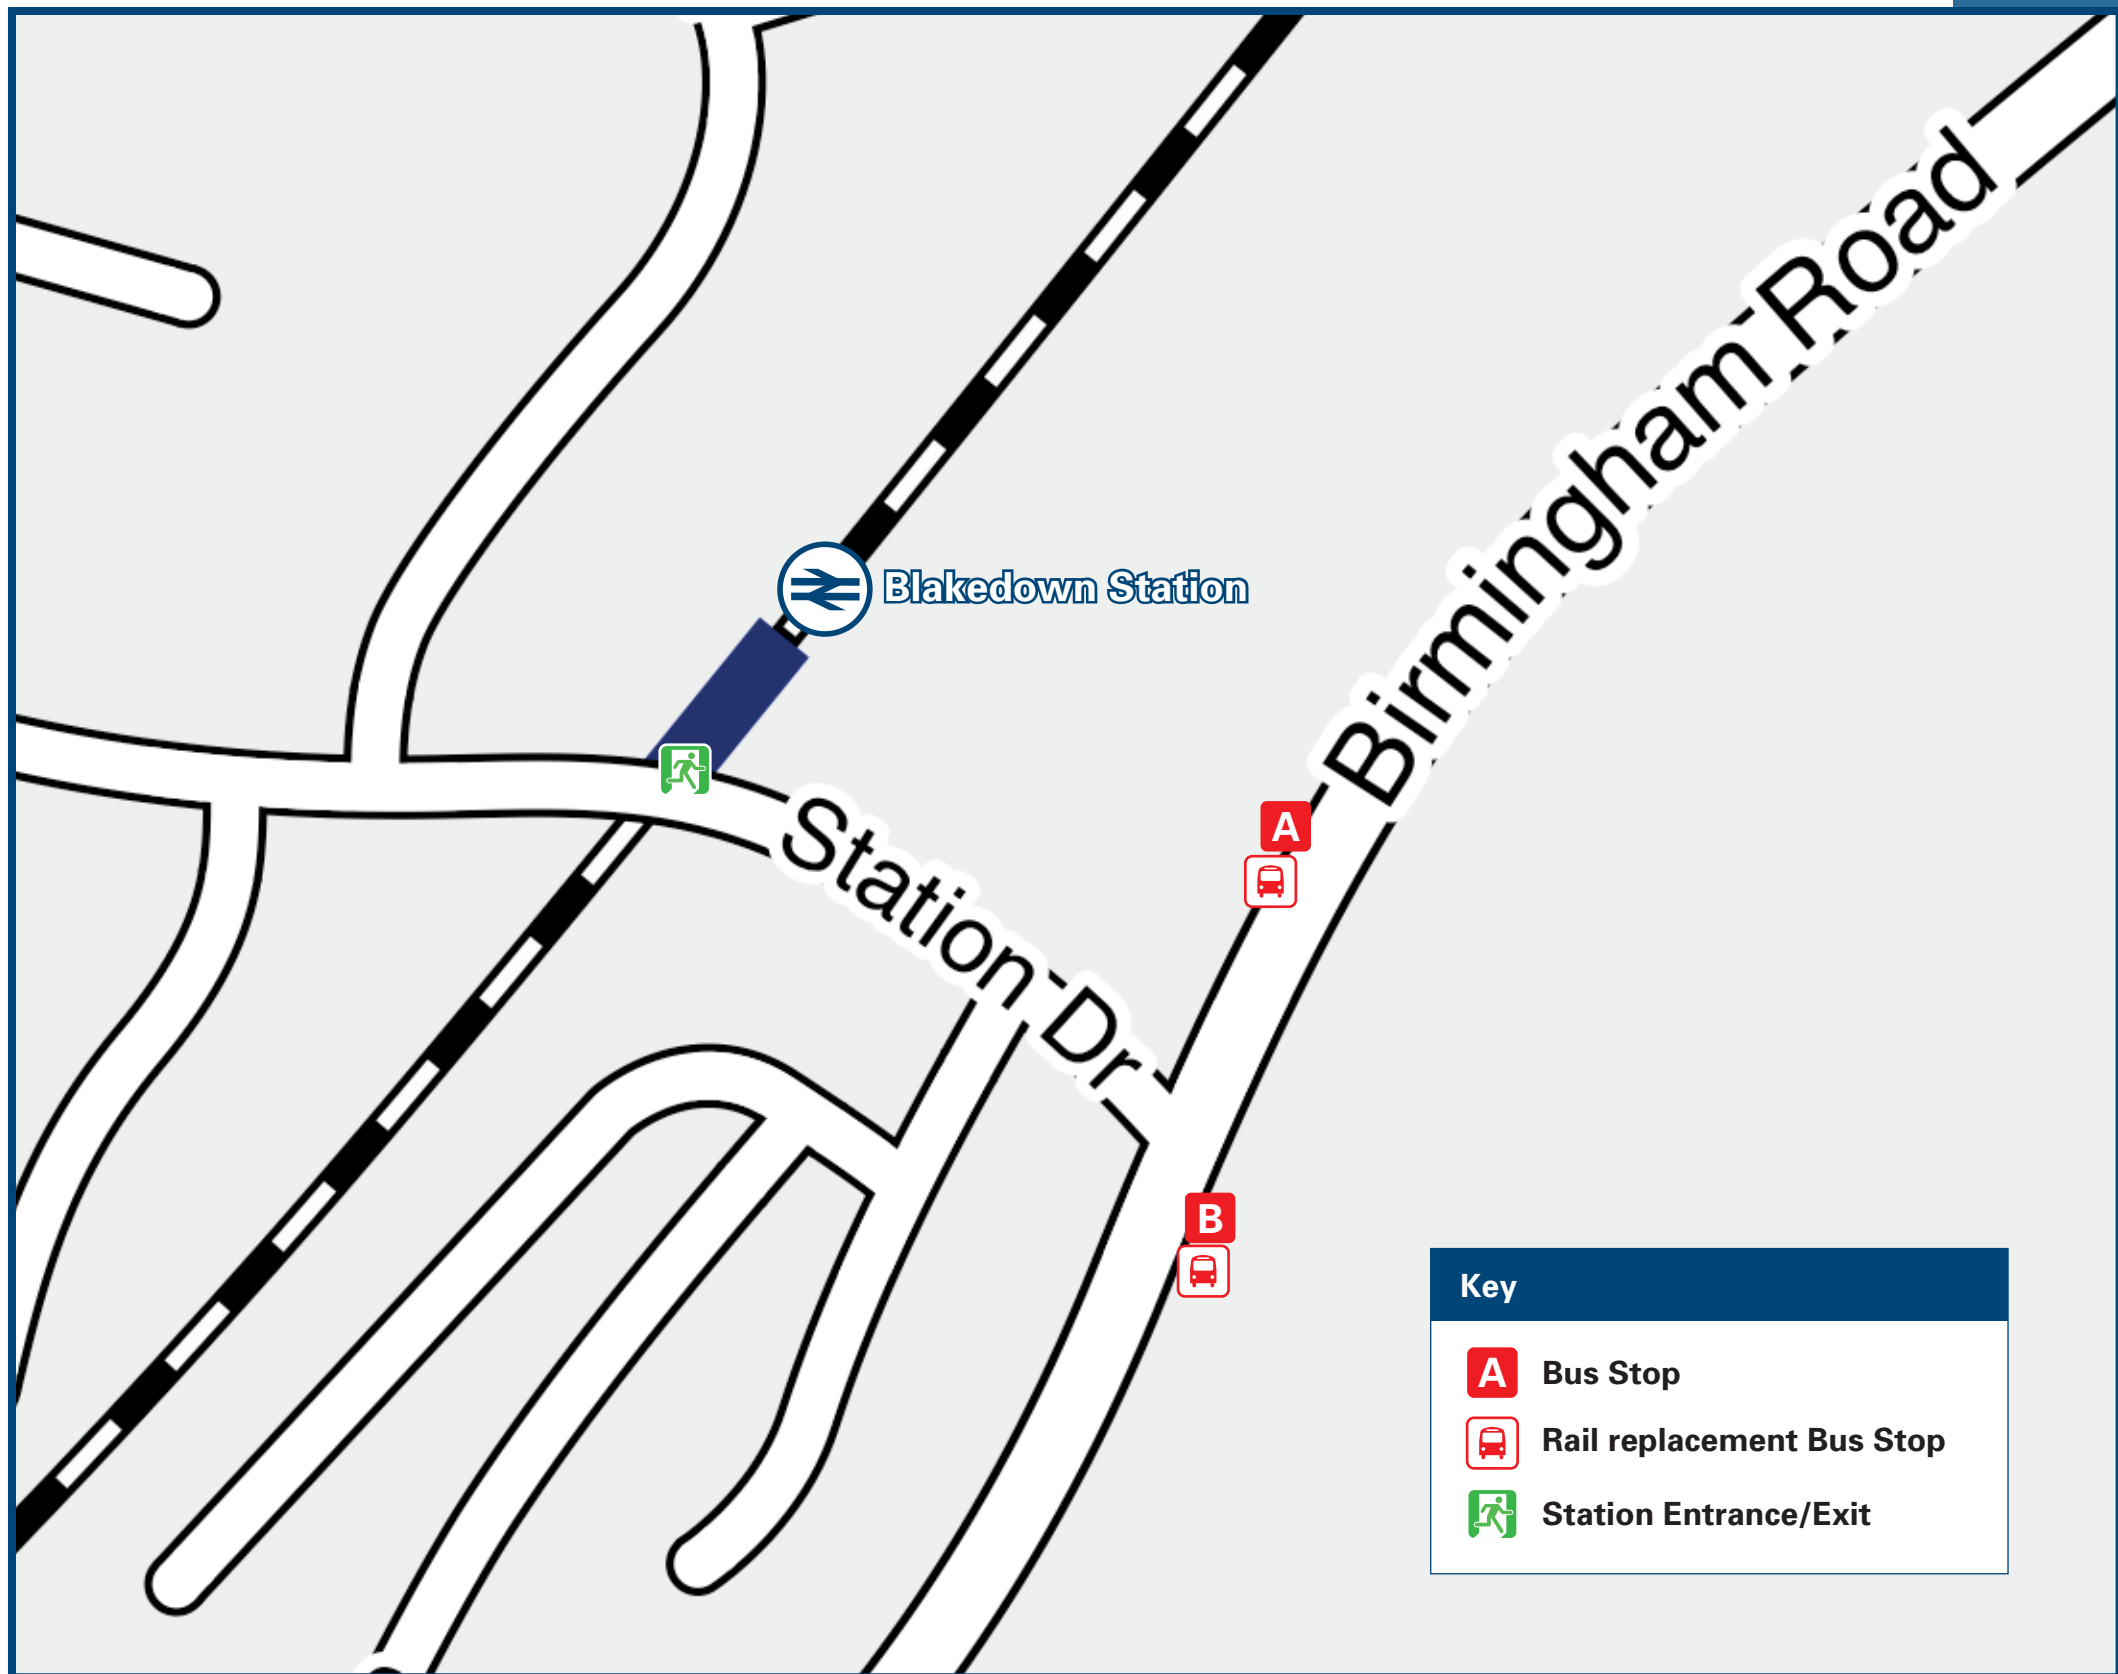 Birmingham Road
Blakedown Station
Station Dr
A
B
Key
A Bus Stop
Rail replacement Bus Stop
Station Entrance/Exit